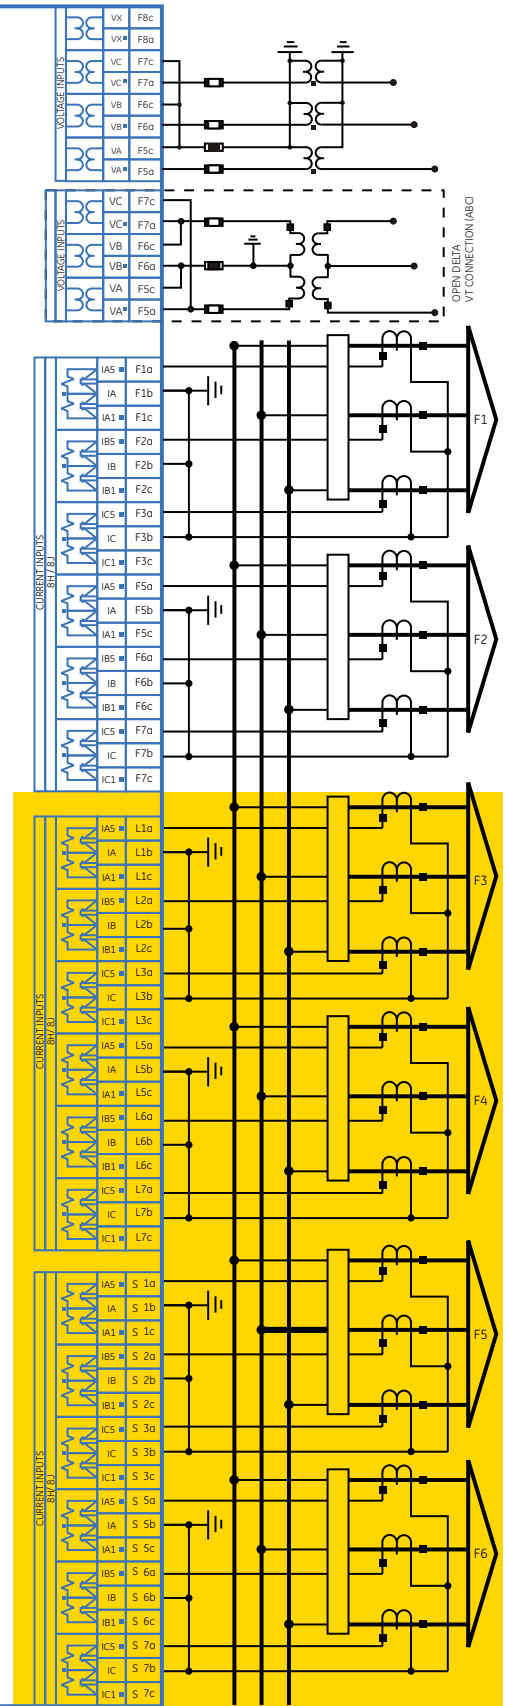 VOLTAGE INPUTS
VX F8c
VX F8a
VC F7c
VC F7a
VB F6c
VB F6a
VA F5c
VA F5a
VOLTAGE INPUTS
VC F7c
VC F7a
VB F6c
VB F6a
VA F5c
VA F5a
OPEN DELTA
VT CONNECTION (ABC)
CURRENT INPUTS
8H / 8J
IA5 F1a
IA F1b
IA1 F1c
IB5 F2a
IB F2b
IB1 F2c
IC5 F3a
IC F3b
IC1 F3c
F1
IA5 F5a
IA F5b
IA1 F5c
IB5 F6a
IB F6b
IB1 F6c
IC5 F7a
IC F7b
IC1 F7c
F2
CURRENT INPUTS
8H/ 8J
IA5 L1a
IA L1b
IA1 L1c
IB5 L2a
IB L2b
IB1 L2c
IC5 L3a
IC L3b
IC1 L3c
F3
IA5 L5a
IA L5b
IA1 L5c
IB5 L6a
IB L6b
IB1 L6c
IC5 L7a
IC L7b
IC1 L7c
F4
CURRENT INPUTS
8H/ 8J
IA5 S 1a
IA S 1b
IA1 S 1c
IB5 S 2a
IB S 2b
IB1 S 2c
IC5 S 3a
IC S 3b
IC1 S 3c
F5
IA5 S 5a
IA S 5b
IA1 S 5c
IB5 S 6a
IB S 6b
IB1 S 6c
IC5 S 7a
IC S 7b
IC1 S 7c
F6